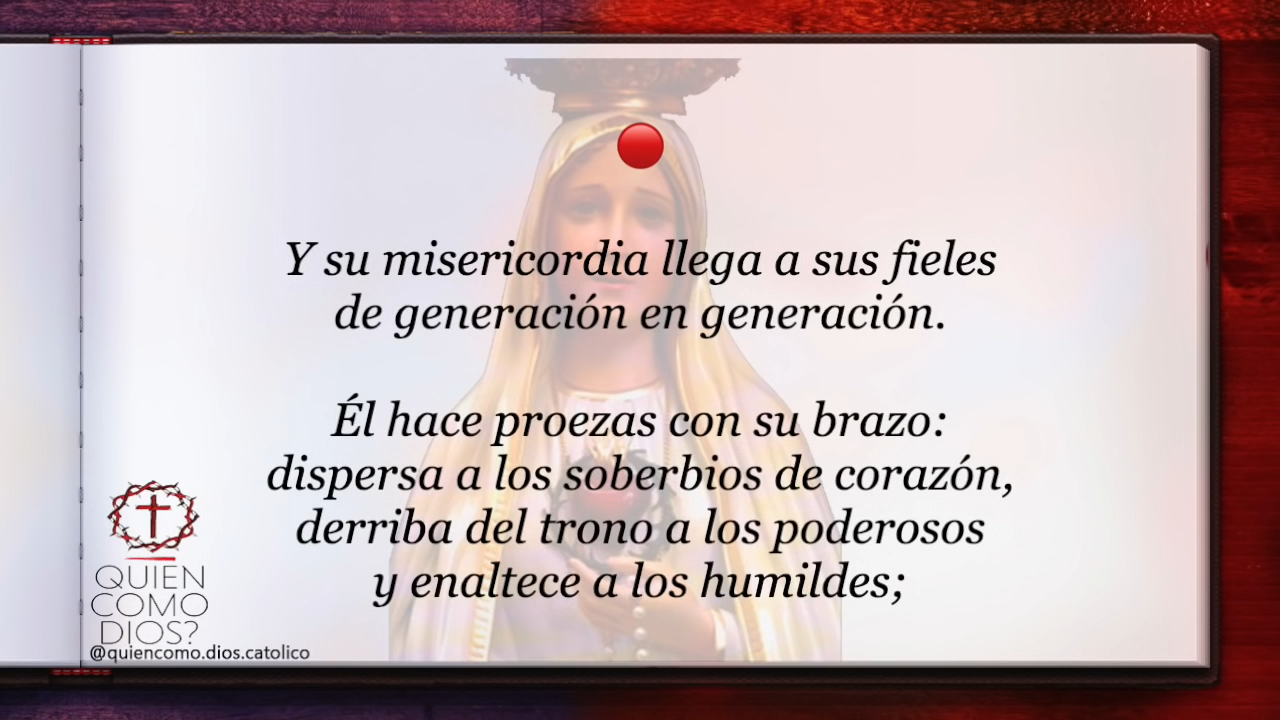 Y su misericordia llega a sus fieles
de generación en generación.
Él hace proezas con su brazo:
dispersa a los soberbios de corazón,
derriba del trono a los poderosos
y enaltece a los humildes;
QUIEN
COMO
DIOS?
@quiencomo.dios.catolico